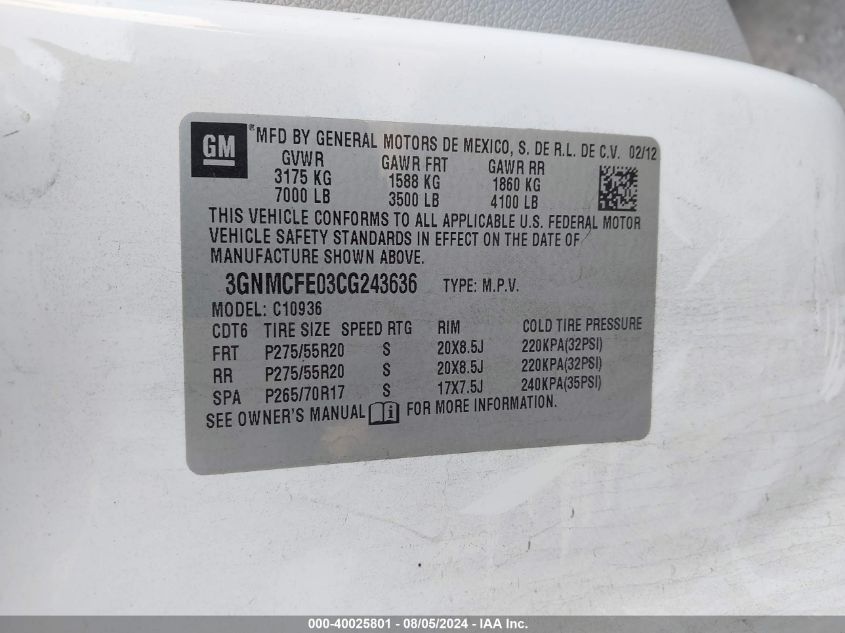 GM
*MFD BY GENERAL MOTORS DE MEXICO, S. DE R.L. DE C.V. 02/12
GVWR GAWR FRT GAWR RR
3175 KG 1588 KG 1860 KG
7000 LB 3500 LB 4100 LB
THIS VEHICLE CONFORMS TO ALL APPLICABLE U.S. FEDERAL MOTOR
VEHICLE SAFETY STANDARDS IN EFFECT ON THE DATE OF
MANUFACTURE SHOWN ABOVE.
3GNMCFE03CG243636 TYPE: M.P.V.
MODEL: C10936
CDT6 TIRE SIZE SPEED RTG RIM COLD TIRE PRESSURE
FRT P275/55R20 S 20X8.5J 220KPA(32PSI)
RR P275/55R20 S 20X8.5J 220KPA(32PSI)
SPA P265/70R17 S 17X7.5J 240KPA(35PSI)
SEE OWNER'S MANUAL i FOR MORE INFORMATION.
000-40025801 - 08/05/2024 - IAA Inc.